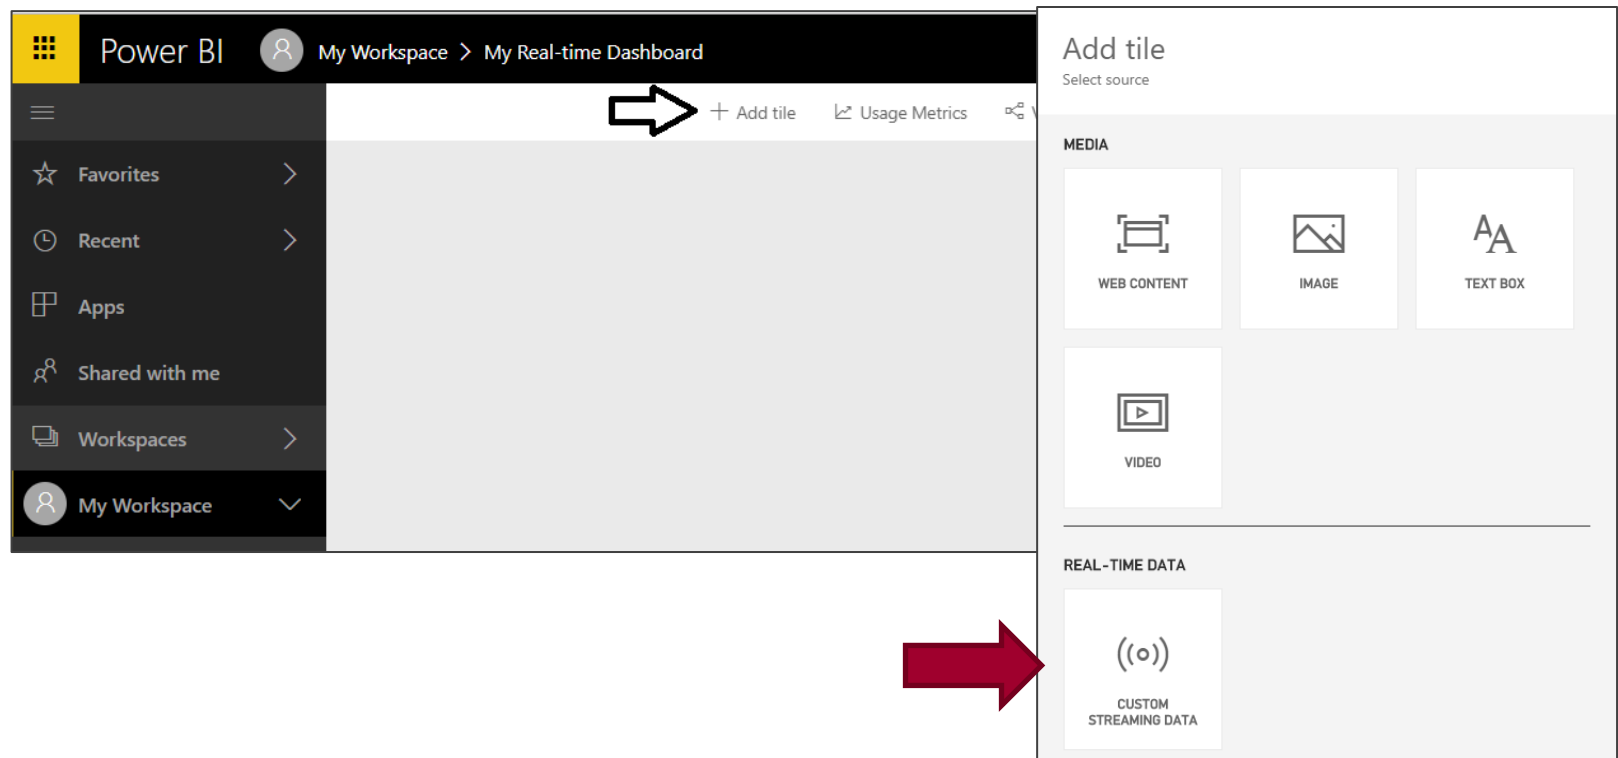 Power BI
My Workspace > My Real-time Dashboard
+ Add tile
Usage Metrics
Favorites
Recent
Apps
Shared with me
Workspaces
My Workspace
Add tile
Select source
MEDIA
WEB CONTENT
IMAGE
TEXT BOX
VIDEO
REAL-TIME DATA
CUSTOM
STREAMING DATA